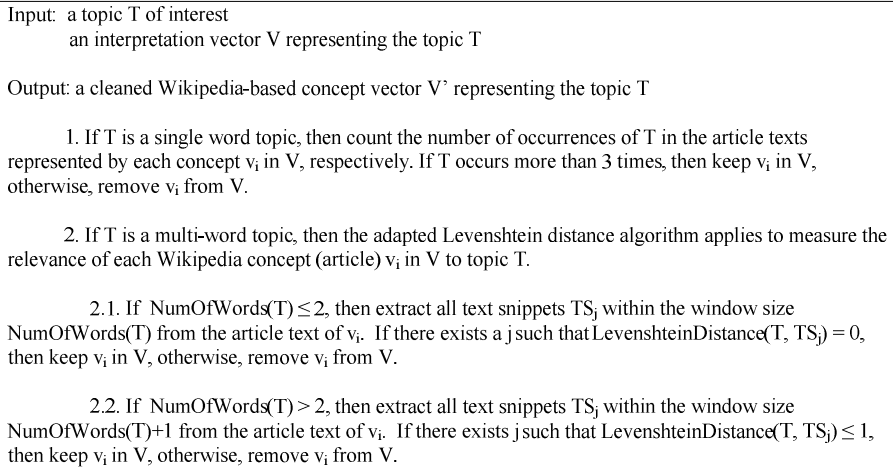 Input: a topic T of interest
an interpretation vector V representing the topic T
Output: a cleaned Wikipedia-based concept vector V’ representing the topic T
1. If T is a single word topic, then count the number of occurrences of T in the article texts
represented by each concept vᵢ in V, respectively. If T occurs more than 3 times, then keep vᵢ in V,
otherwise, remove vᵢ from V.
2. If T is a multi-word topic, then the adapted Levenshtein distance algorithm applies to measure the
relevance of each Wikipedia concept (article) vᵢ in V to topic T.
2.1. If NumOfWords(T) ≤ 2, then extract all text snippets TSⱼ within the window size
NumOfWords(T) from the article text of vᵢ. If there exists a j such that LevenshteinDistance(T, TSⱼ) = 0,
then keep vᵢ in V, otherwise, remove vᵢ from V.
2.2. If NumOfWords(T) > 2, then extract all text snippets TSⱼ within the window size
NumOfWords(T)+1 from the article text of vᵢ. If there exists j such that LevenshteinDistance(T, TSⱼ) ≤ 1,
then keep vᵢ in V, otherwise, remove vᵢ from V.